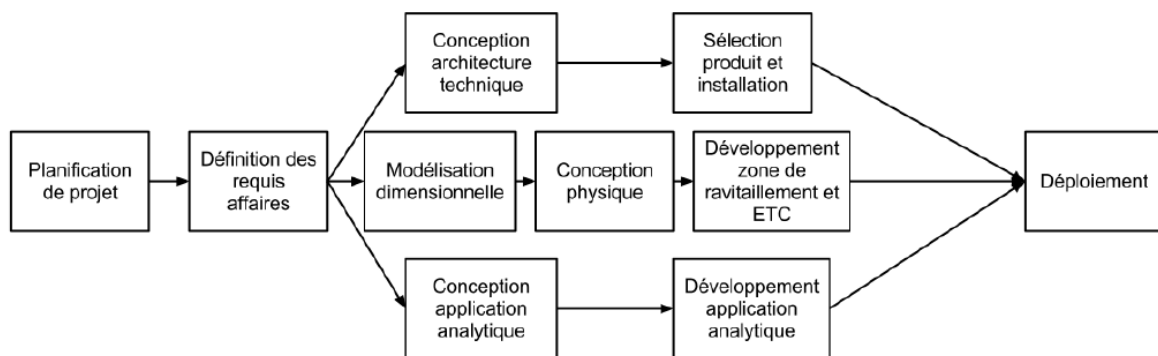 Planification
de projet
Définition des
requis
affaires
Conception
architecture
technique
Sélection
produit et
installation
Modélisation
dimensionnelle
Conception
physique
Développement
zone de
ravitaillement et
ETC
Conception
application
analytique
Développement
application
analytique
Déploiement